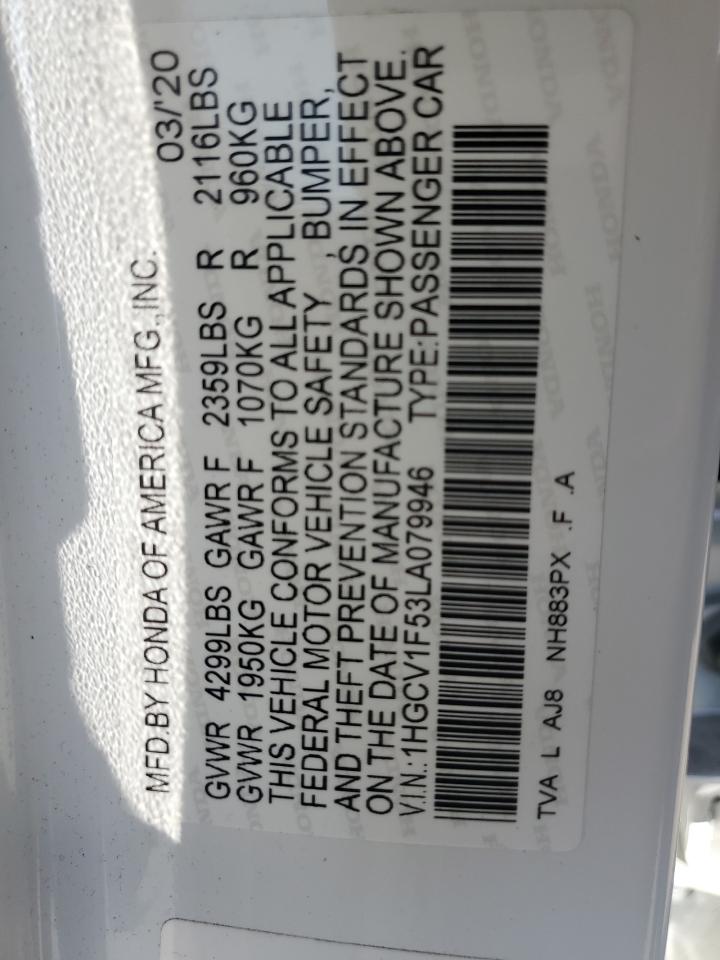 MFD.BY HONDA OF AMERICA MFG.,INC. 03/'20
GVWR 4299LBS GAWR F 2359LBS R 2116LBS
GVWR 1950KG GAWR F 1070KG R 960KG
THIS VEHICLE CONFORMS TO ALL APPLICABLE
FEDERAL MOTOR VEHICLE SAFETY , BUMPER,
AND THEFT PREVENTION STANDARDS IN EFFECT
ON THE DATE OF MANUFACTURE SHOWN ABOVE.
V.I.N.:1HGCV1F53LA079946 TYPE:PASSENGER CAR
TVA L AJ8 NH883PX .F .A